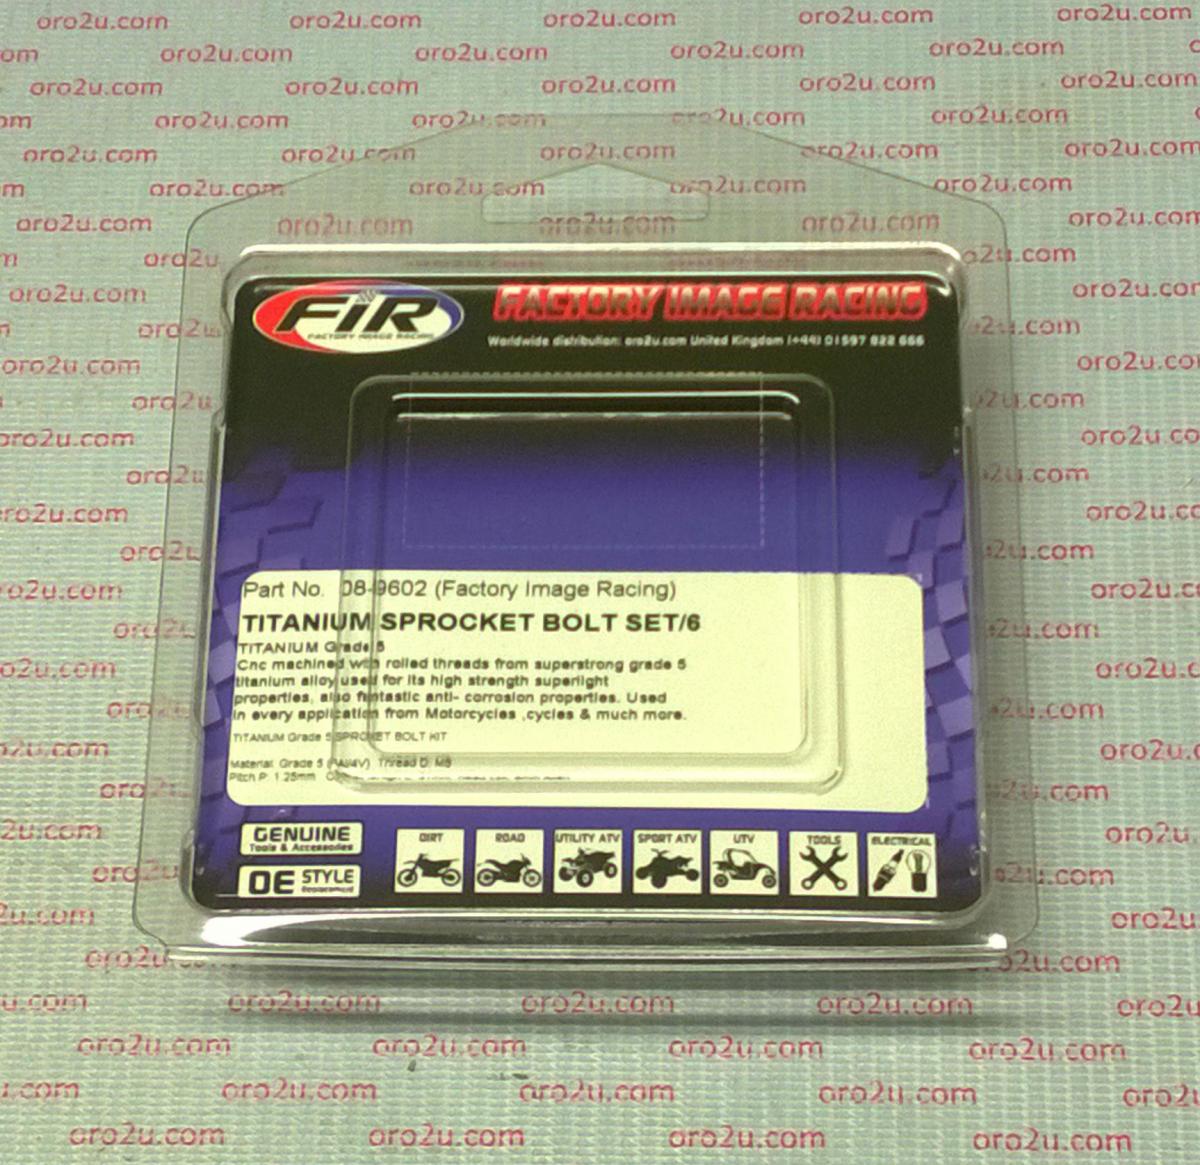 FiR
FACTORY IMAGE RACING
FACTORY IMAGE RACING
Worldwide distribution: oro2u.com United Kingdom (+44) 01597 822 666
Part No. 08-9602 (Factory Image Racing)
TITANIUM SPROCKET BOLT SET/6
TITANIUM Grade 5
Cnc machined with rolled threads from superstrong grade 5
titanium alloy used for its high strength superlight
properties, also fantastic anti- corrosion properties. Used
in every application from Motorcycles ,cycles & much more.
TITANIUM Grade 5 SPROCKET BOLT KIT
Material: Grade 5 Thread D: M8
Pitch P: 1.25mm
GENUINE
Tools & Accessories
OE STYLE
Replacement
DIRT
ROAD
UTILITY ATV
SPORT ATV
UTV
TOOLS
ELECTRICAL
oro2u.com